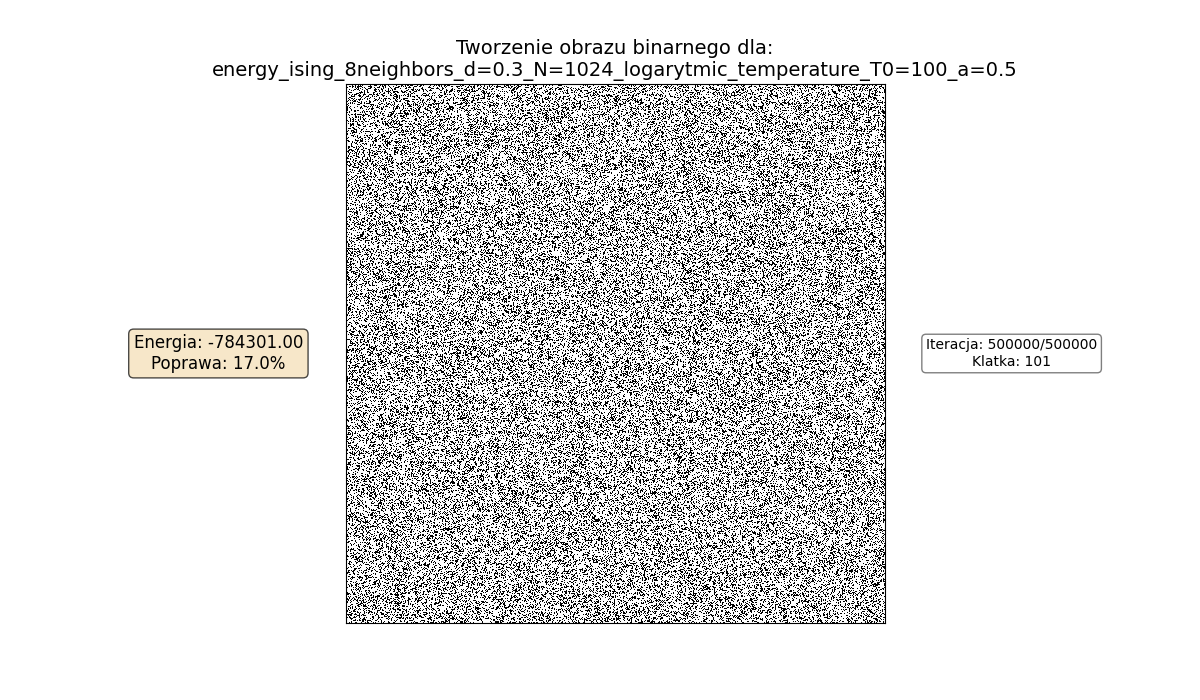 Tworzenie obrazu binarnego dla:
energy_ising_8neighbors_d=0.3_N=1024_logarytmic_temperature_T0=100_a=0.5
Energia: -784301.00
Poprawa: 17.0%
Iteracja: 500000/500000
Klatka: 101